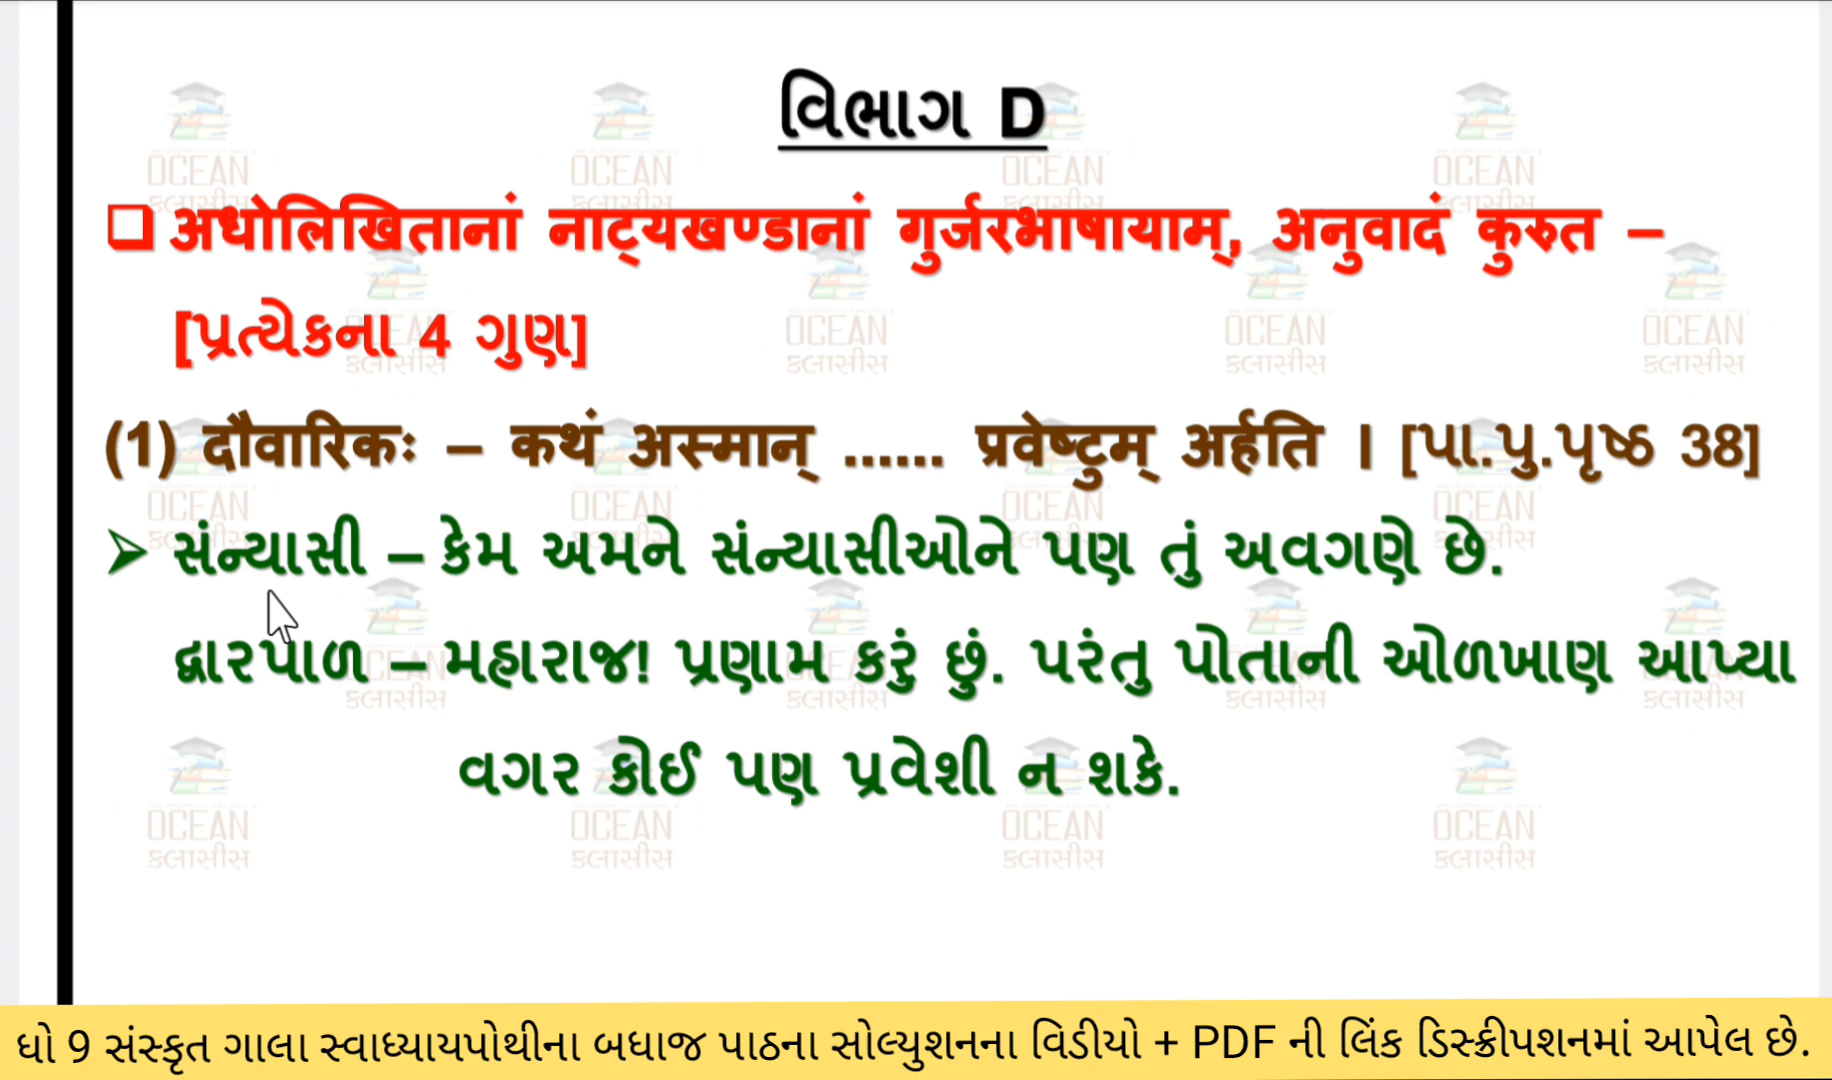 વિભાગ D
❑ अधोलिखितानां नाट्यखण्डानां गुर्जरभाषायाम्, अनुवादं कुरुत –
[પ્રત્યેકના 4 ગુણ]
(1) दौवारिकः – कथं अस्मान् ...... प्रवेष्टुम् अर्हति । [પા.પુ.પૃષ્ઠ 38]
➢ સંન્યાસી – કેમ અમને સંન્યાસીઓને પણ તું અવગણે છે.
દ્વારપાળ – મહારાજ! પ્રણામ કરું છું. પરંતુ પોતાની ઓળખાણ આપ્યા
વગર કોઈ પણ પ્રવેશી ન શકે.
ધો 9 સંસ્કૃત ગાલા સ્વાધ્યાયપોથીના બધાજ પાઠના સોલ્યુશનના વિડીયો + PDF ની લિંક ડિસ્ક્રીપશનમાં આપેલ છે.